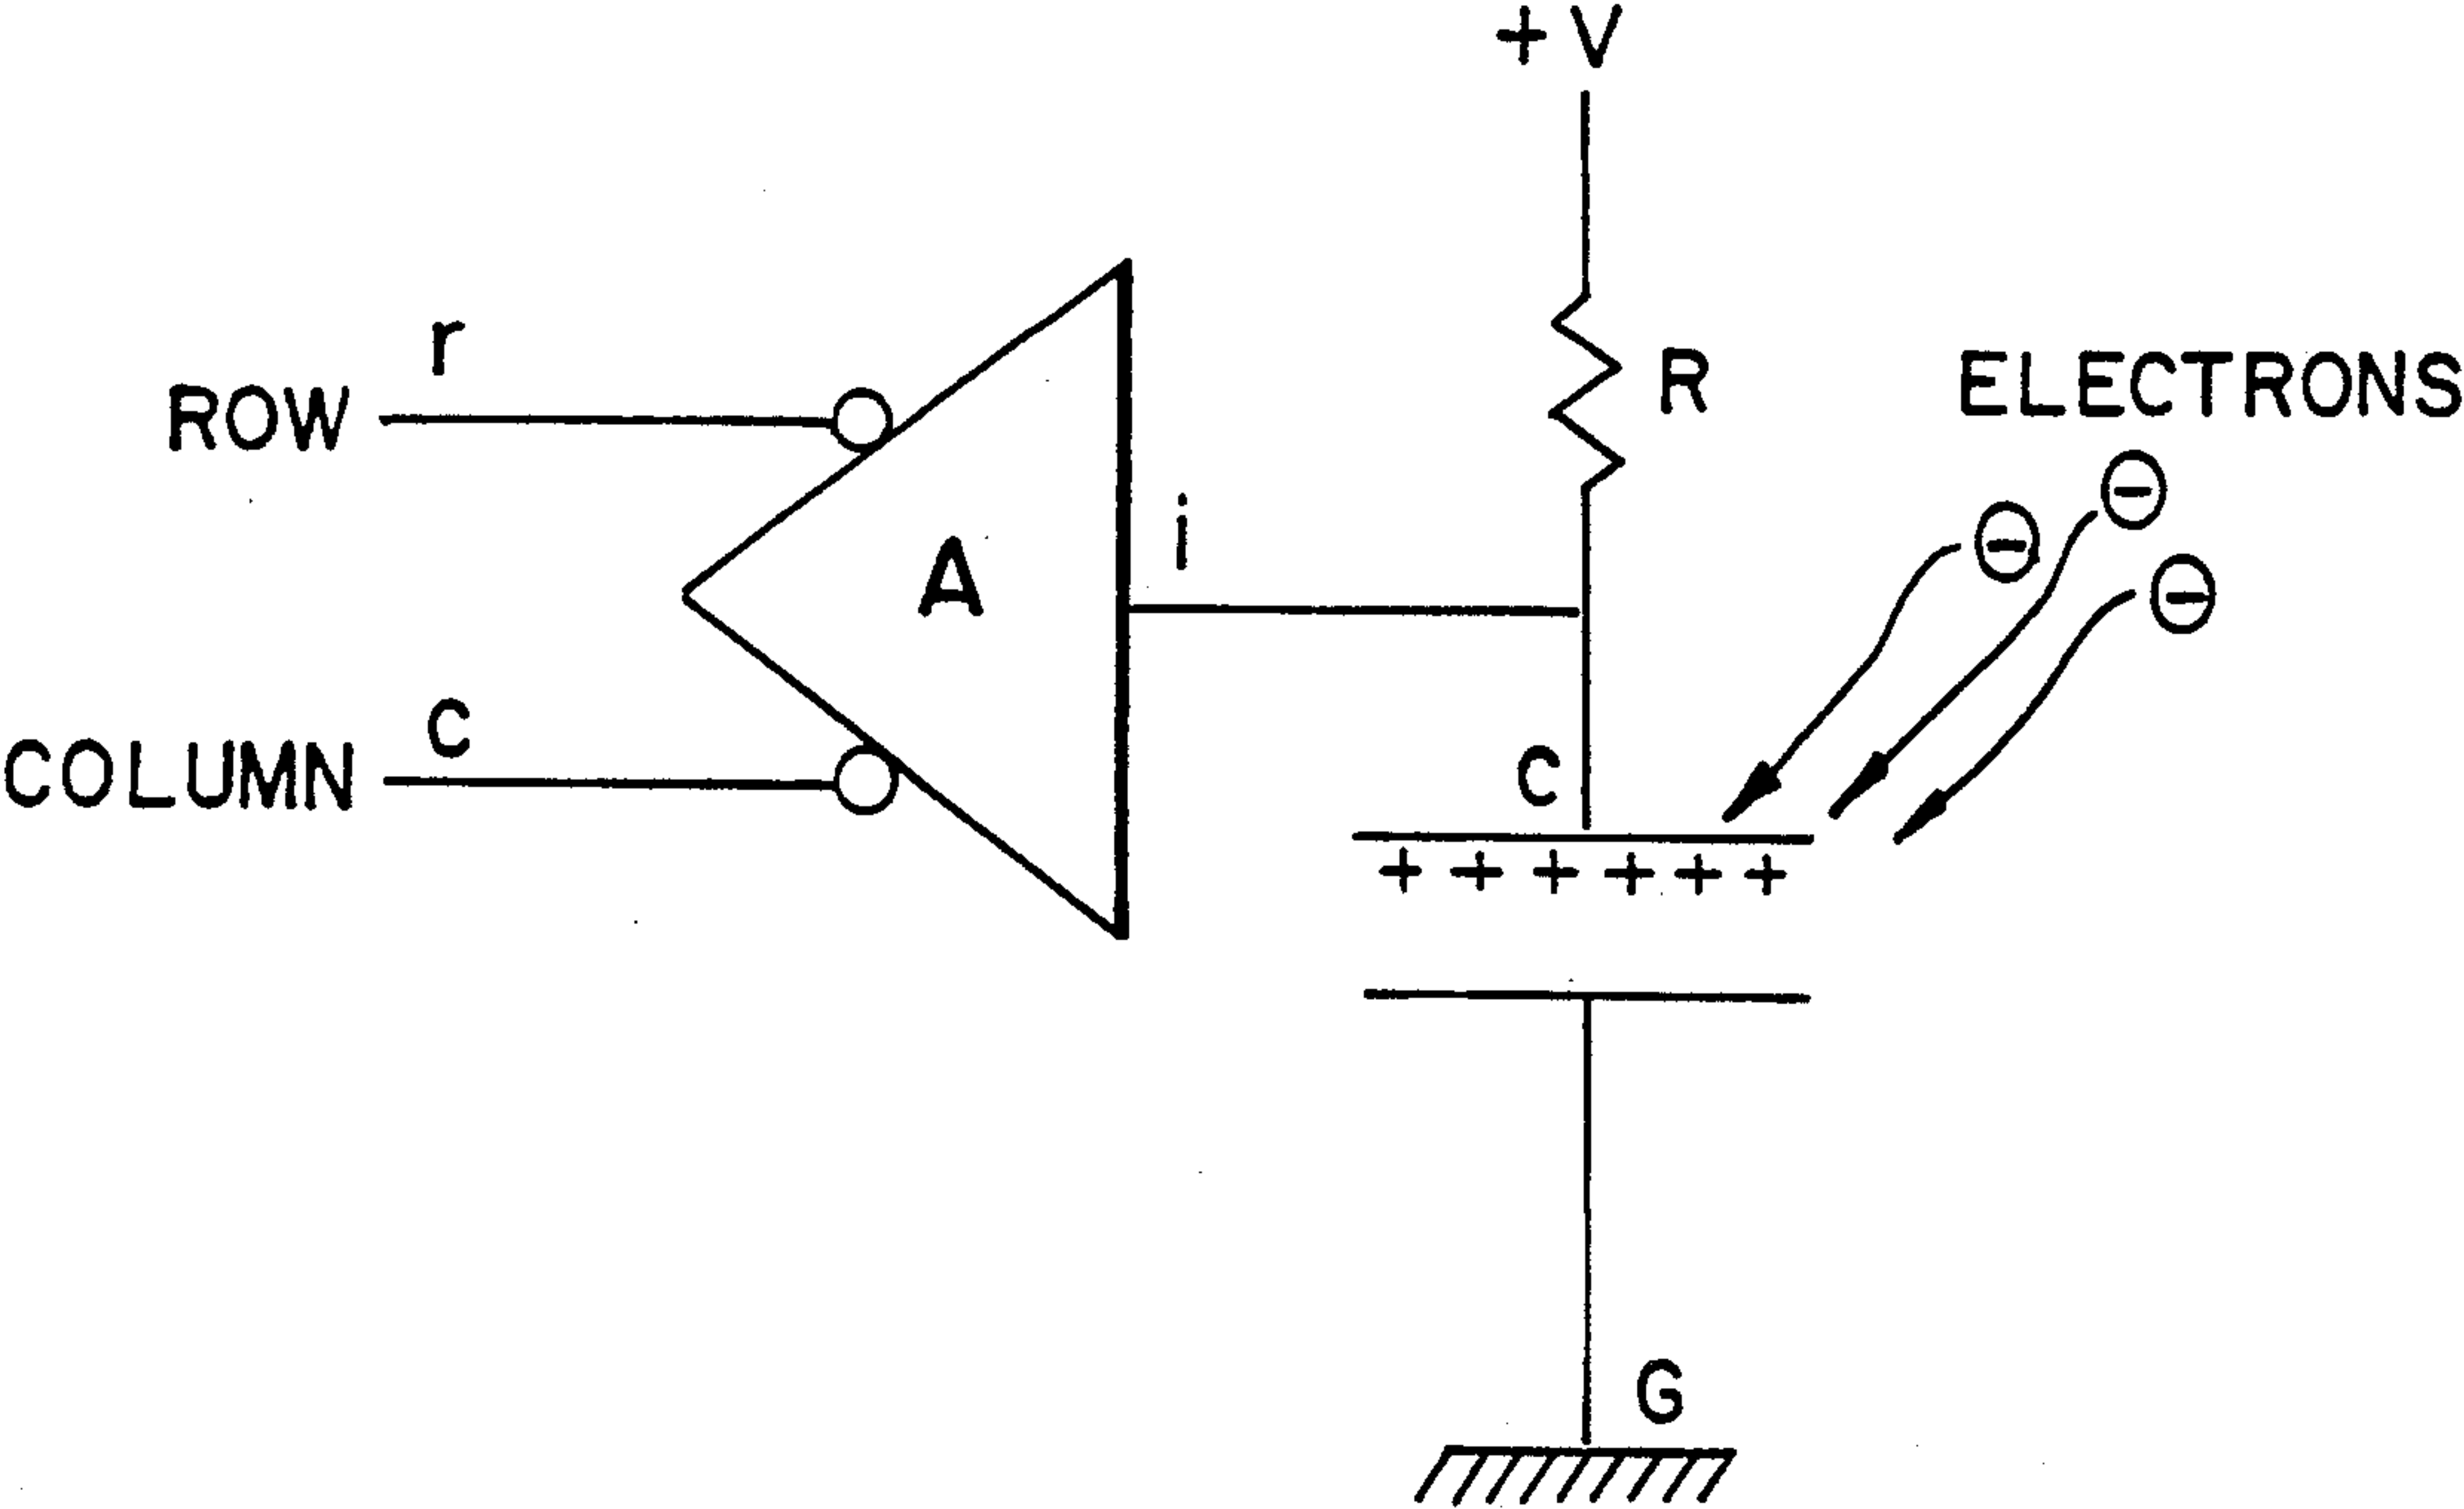 +V
r
ROW
R
ELECTRONS
A
i
C
COLUMN
C
+ + + + + +
G